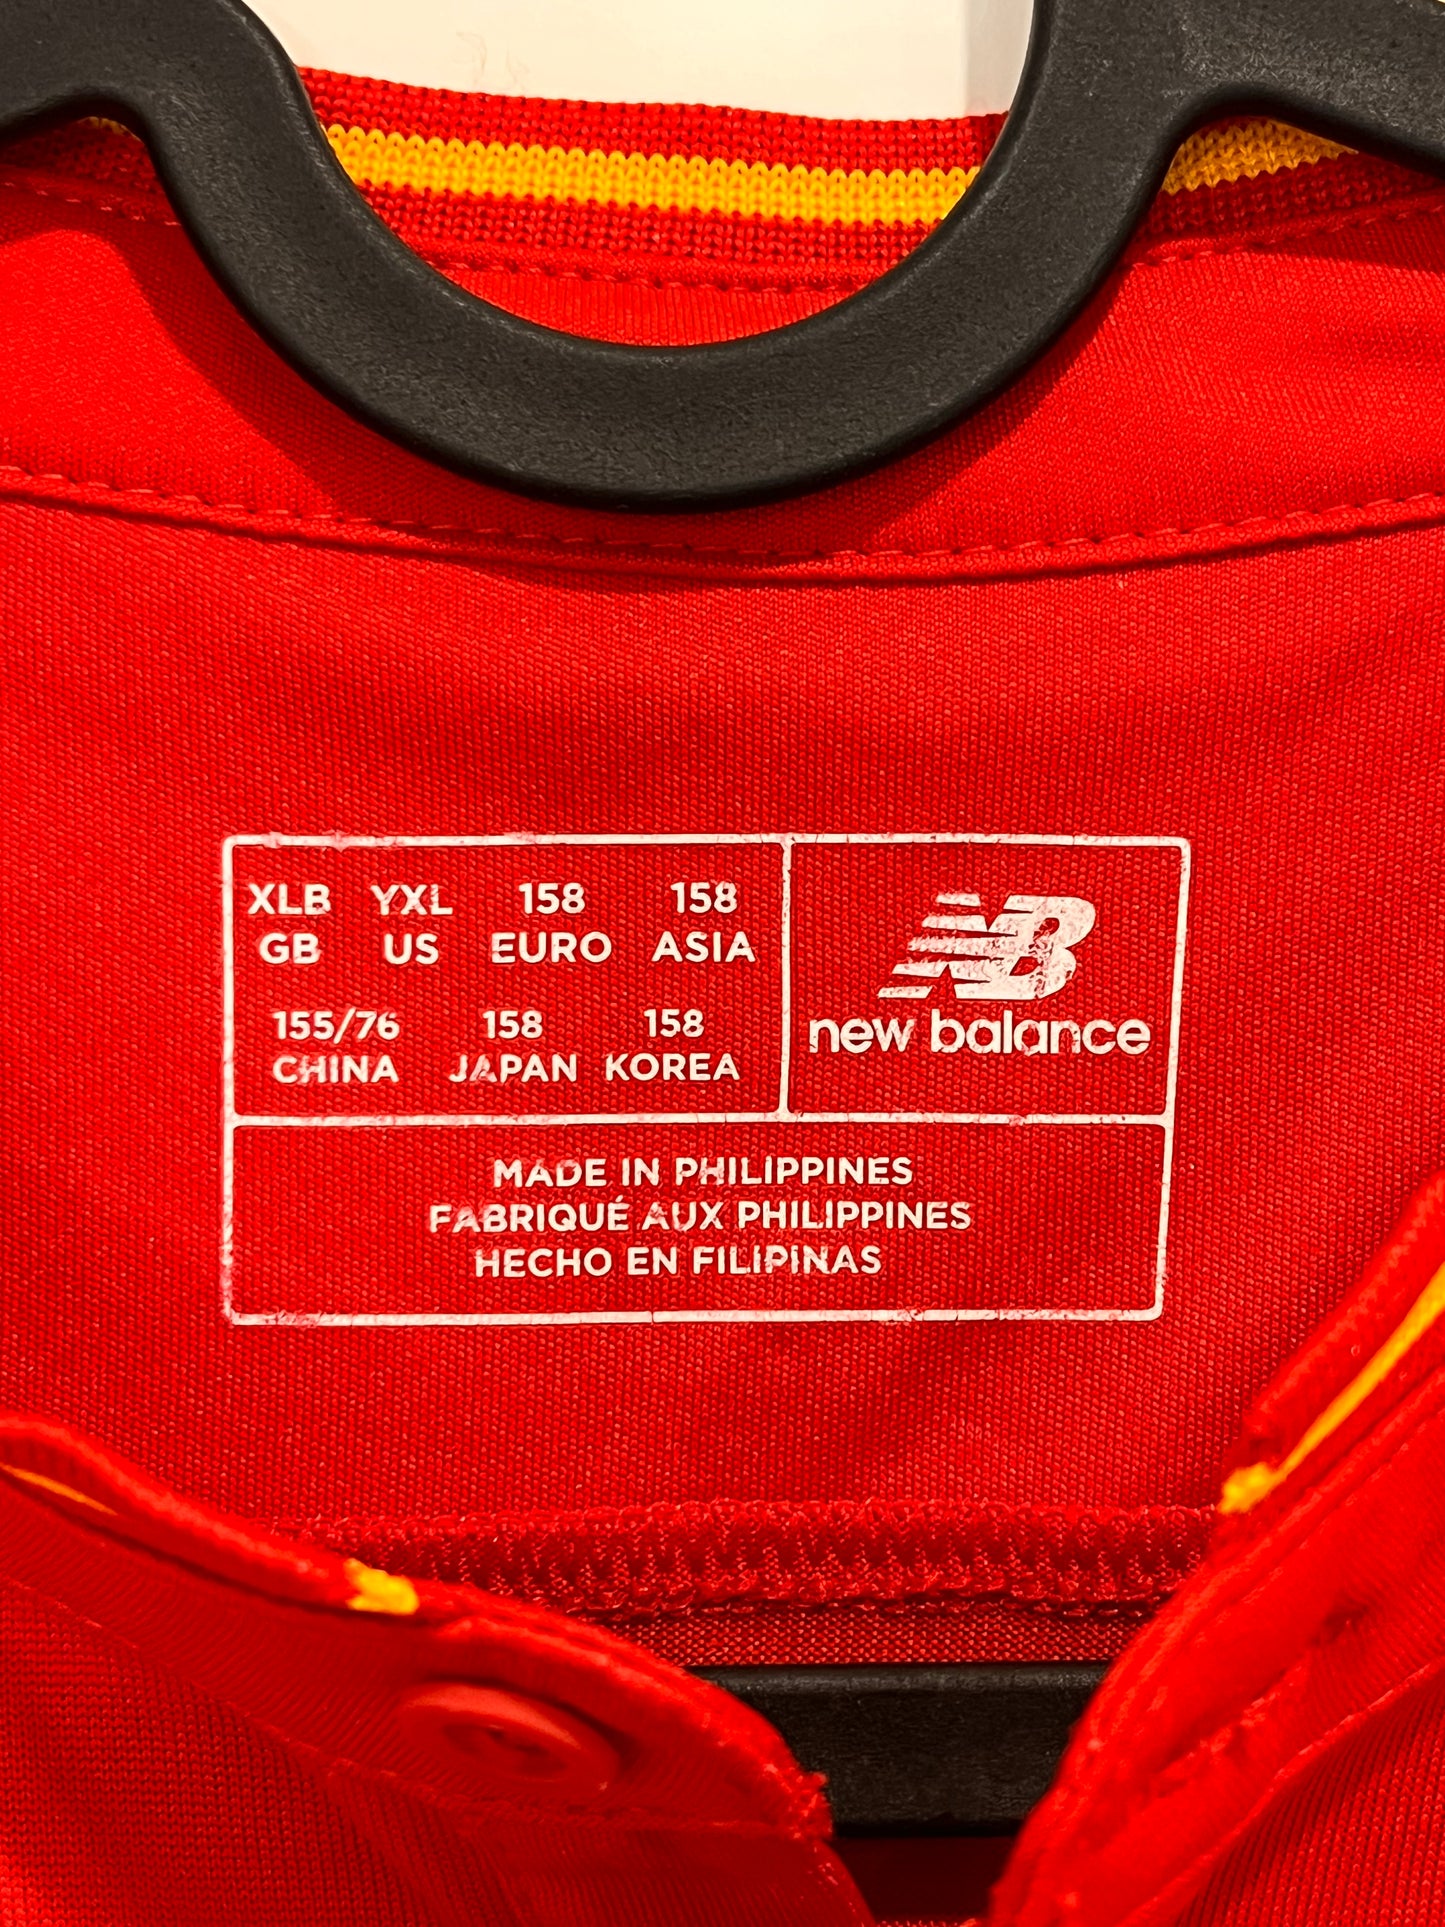 XLB YXL 158 158
GB US EURO ASIA
155/76 158 158
CHINA JAPAN KOREA
NB
new balance
MADE IN PHILIPPINES
FABRIQUÉ AUX PHILIPPINES
HECHO EN FILIPINAS